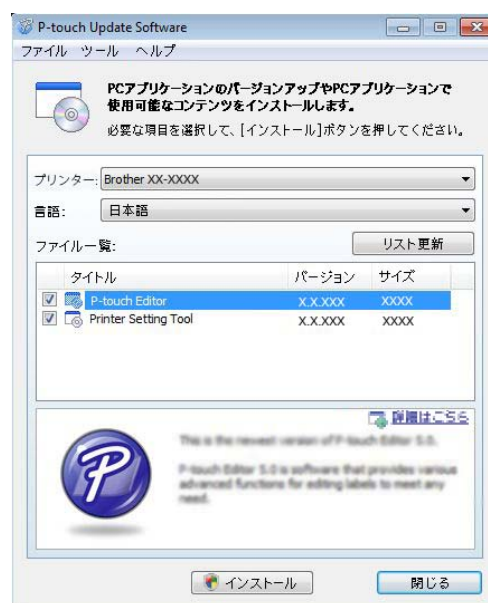 P-touch Update Software
ファイル ツール ヘルプ
PCアプリケーションのバージョンアップやPCアプリケーションで
使用可能なコンテンツをインストールします。
必要な項目を選択して、[インストール]ボタンを押してください。
プリンター: Brother XX-XXXX
言語: 日本語
ファイル一覧: リスト更新
タイトル バージョン サイズ
P-touch Editor X.X.XXX XXXX
Printer Setting Tool X.X.XXX XXXX
詳細はこちら
This is the newest version of P-touch Editor 5.0.
P-touch Editor 5.0 is software that provides various
advanced functions for editing labels to meet any
need.
インストール 閉じる